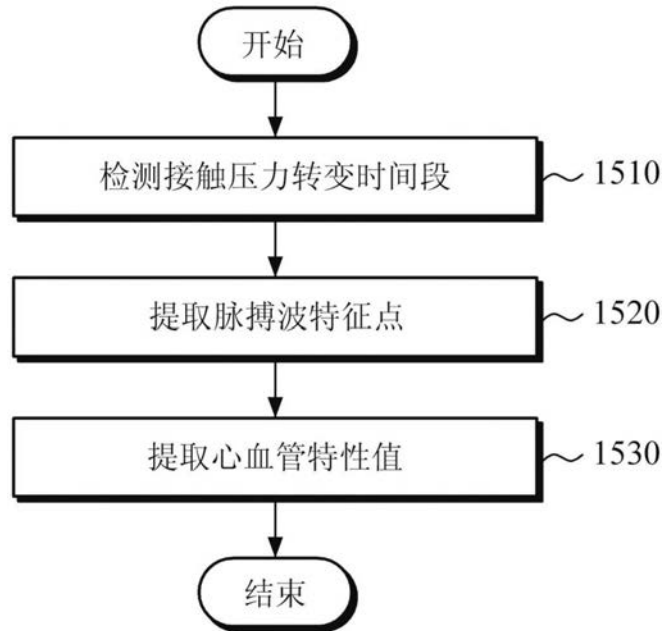 开始
检测接触压力转变时间段
1510
提取脉搏波特征点
1520
提取心血管特性值
1530
结束